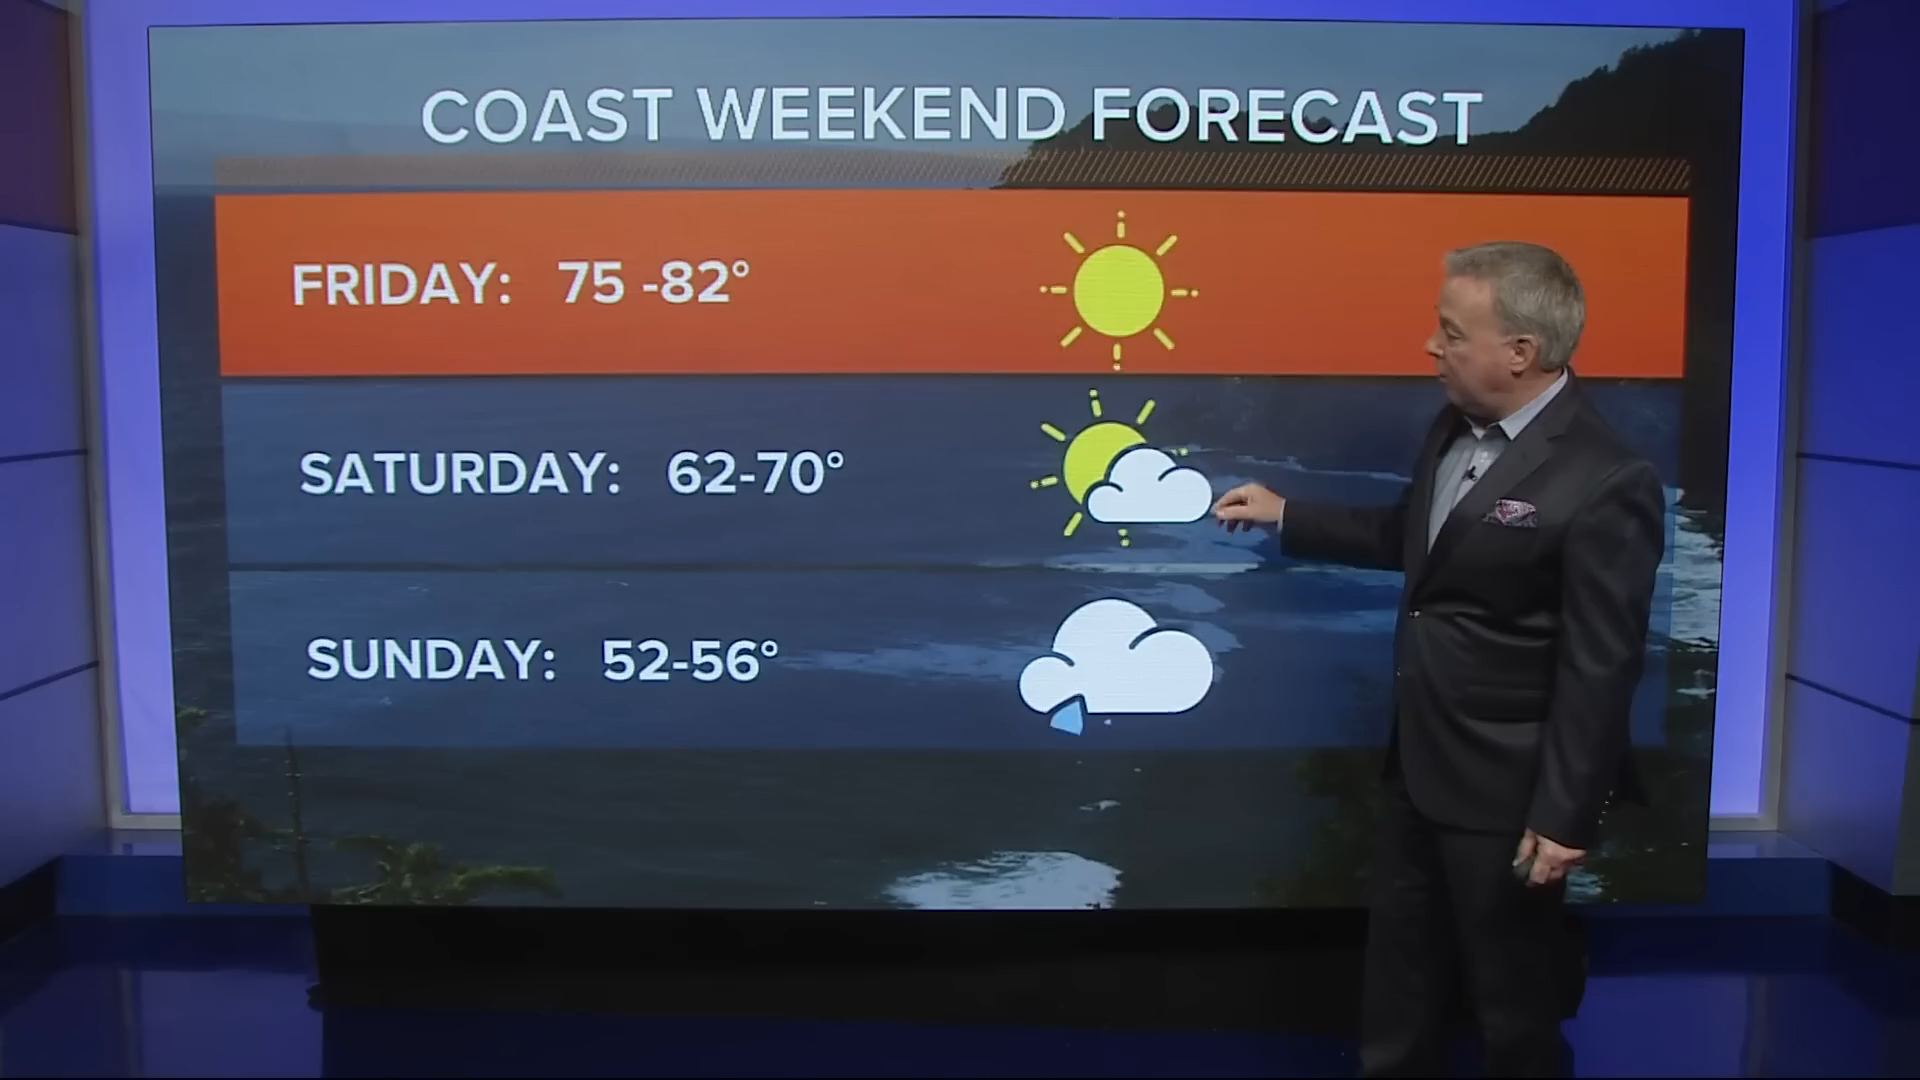 COAST WEEKEND FORECAST
FRIDAY: 75 -82°
SATURDAY: 62-70°
SUNDAY: 52-56°